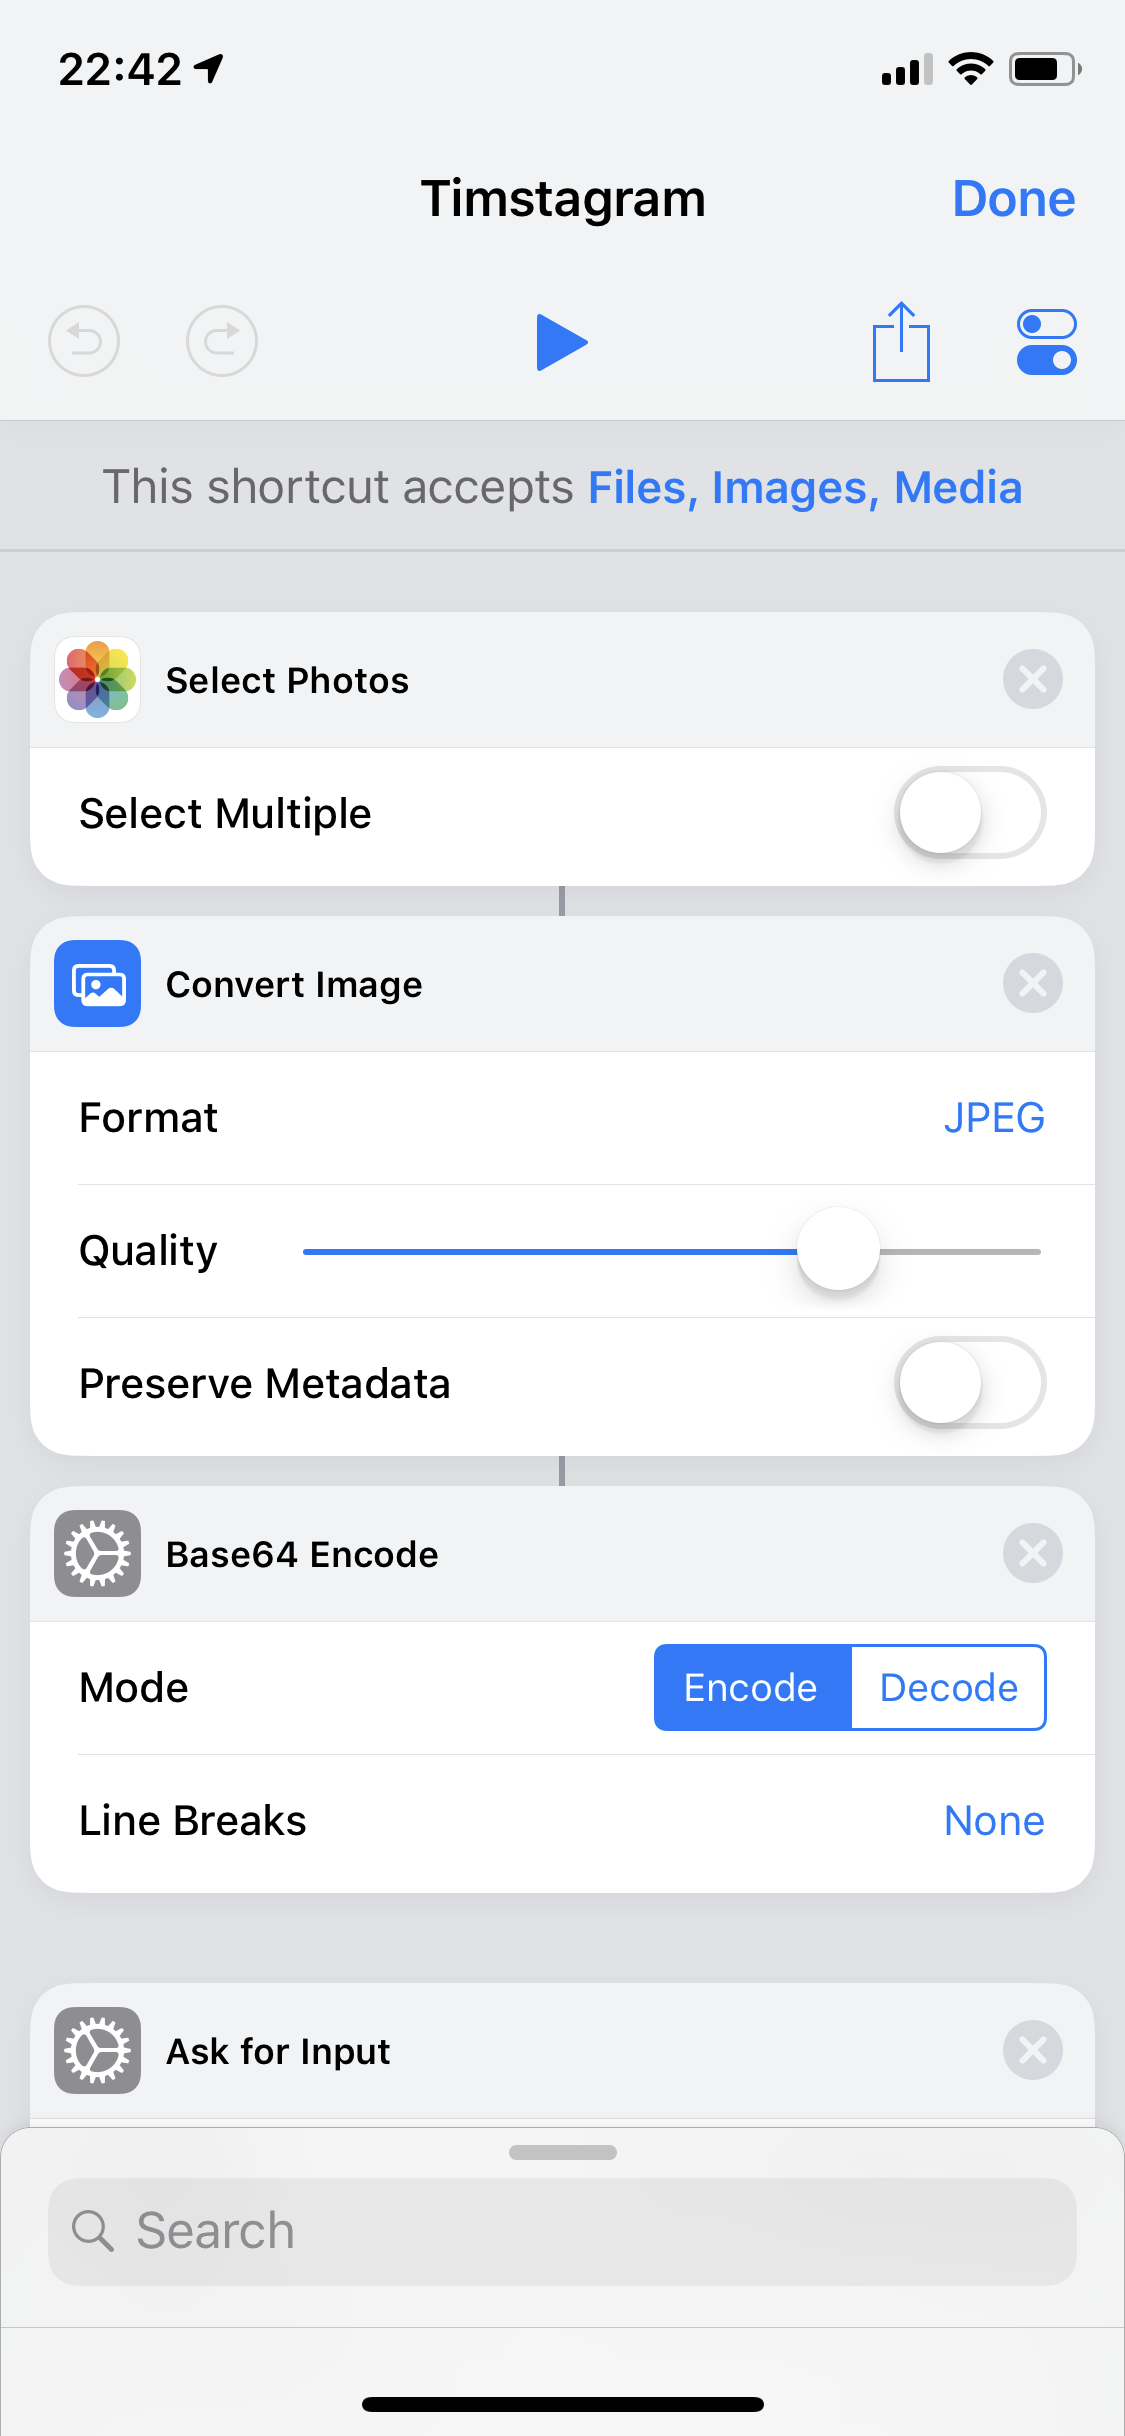 22:42
Timstagram
Done
This shortcut accepts Files, Images, Media
Select Photos
Select Multiple
Convert Image
Format JPEG
Quality
Preserve Metadata
Base64 Encode
Mode Encode Decode
Line Breaks None
Ask for Input
Search